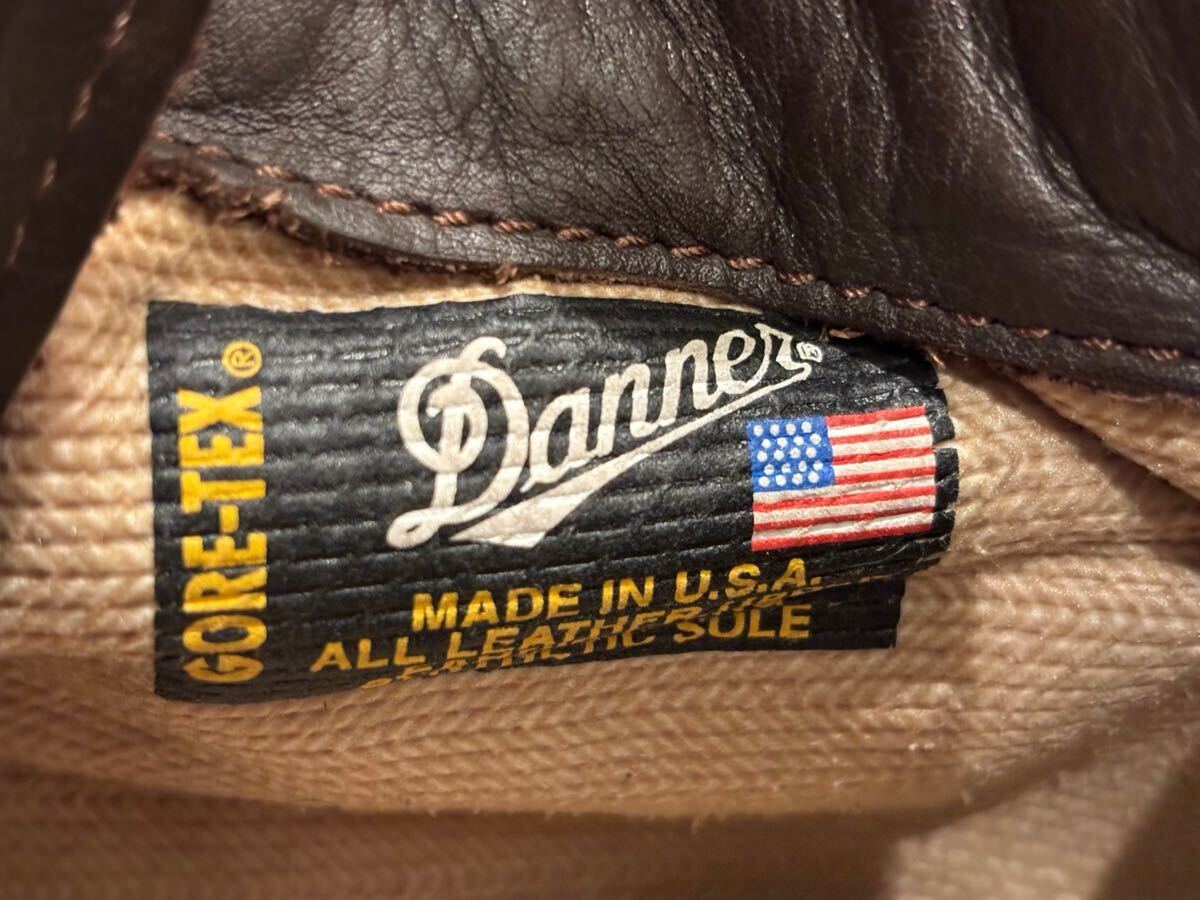 GORE-TEX®
Danner®
MADE IN U.S.A.
ALL LEATHER
SOLE